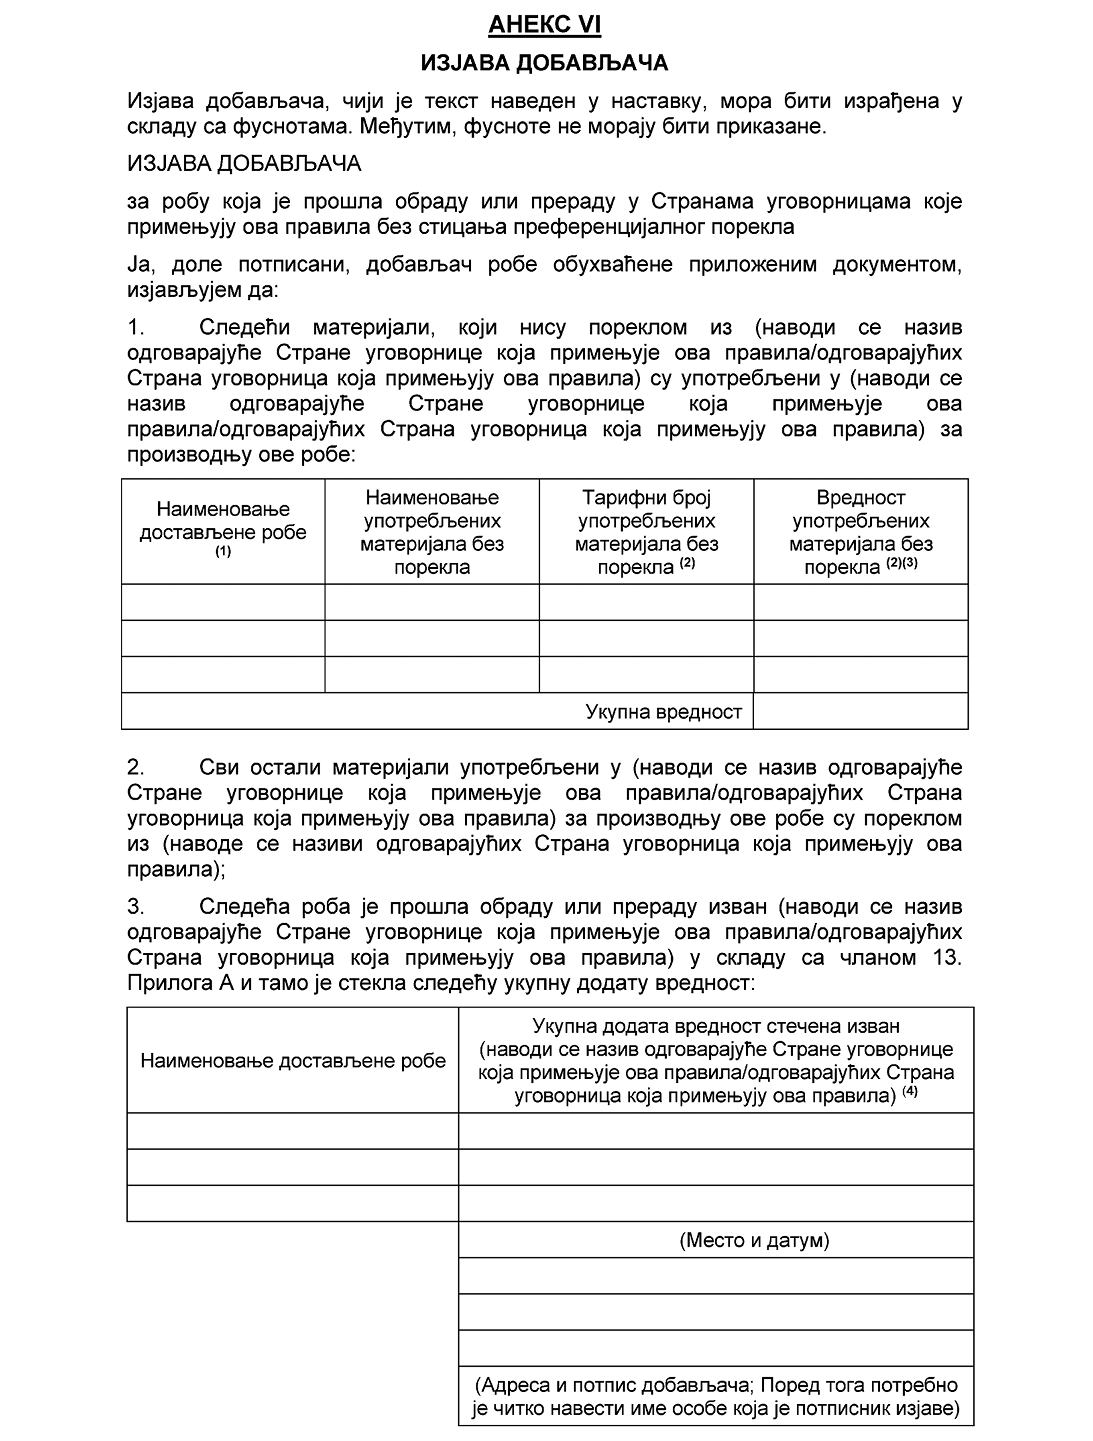 АНЕКС VI
ИЗЈАВА ДОБАВЉАЧА
Изјава добављача, чији је текст наведен у наставку, мора бити израђена у
складу са фуснотама. Међутим, фусноте не морају бити приказане.
ИЗЈАВА ДОБАВЉАЧА
за робу која је прошла обраду или прераду у Странама уговорницама које
примењују ова правила без стицања преференцијалног порекла
Ја, доле потписани, добављач робе обухваћене приложеним документом,
изјављујем да:
1. Следећи материјали, који нису пореклом из (наводи се назив
одговарајуће Стране уговорнице која примењује ова правила/одговарајућих
Страна уговорница која примењују ова правила) су употребљени у (наводи се
назив одговарајуће Стране уговорнице која примењује ова
правила/одговарајућих Страна уговорница која примењују ова правила) за
производњу ове робе:
Наименовање
достављене робе
(1)
Наименовање
употребљених
материјала без
порекла
Тарифни број
употребљених
материјала без
порекла (2)
Вредност
употребљених
материјала без
порекла (2)(3)
Укупна вредност
2. Сви остали материјали употребљени у (наводи се назив одговарајуће
Стране уговорнице која примењује ова правила/одговарајућих Страна
уговорница која примењују ова правила) за производњу ове робе су пореклом
из (наводе се називи одговарајућих Страна уговорница која примењују ова
правила);
3. Следећа роба је прошла обраду или прераду изван (наводи се назив
одговарајуће Стране уговорнице која примењује ова правила/одговарајућих
Страна уговорница која примењују ова правила) у складу са чланом 13.
Прилога А и тамо је стекла следећу укупну додату вредност:
Наименовање достављене робе
Укупна додата вредност стечена изван
(наводи се назив одговарајуће Стране уговорнице
која примењује ова правила/одговарајућих Страна
уговорница која примењују ова правила) (4)
(Место и датум)
(Адреса и потпис добављача; Поред тога потребно
је читко навести име особе која је потписник изјаве)